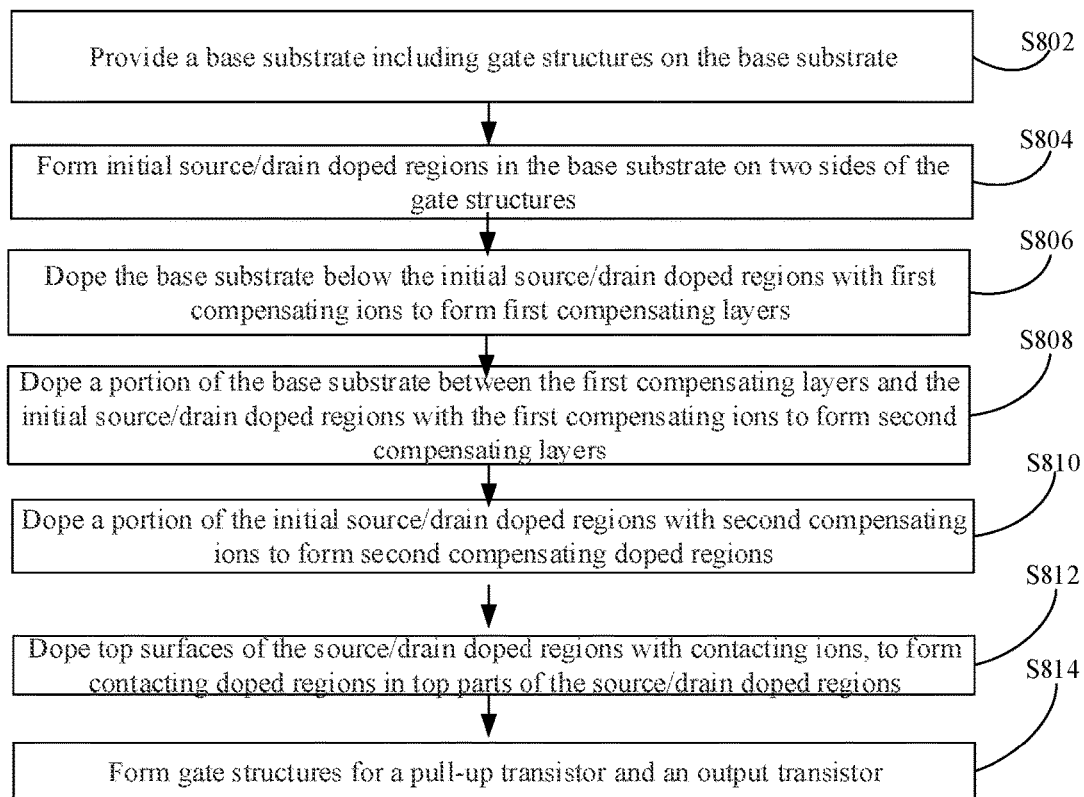 Provide a base substrate including gate structures on the base substrate
S802
Form initial source/drain doped regions in the base substrate on two sides of the
gate structures
S804
Dope the base substrate below the initial source/drain doped regions with first
compensating ions to form first compensating layers
S806
Dope a portion of the base substrate between the first compensating layers and the
initial source/drain doped regions with the first compensating ions to form second
compensating layers
S808
Dope a portion of the initial source/drain doped regions with second compensating
ions to form second compensating doped regions
S810
Dope top surfaces of the source/drain doped regions with contacting ions, to form
contacting doped regions in top parts of the source/drain doped regions
S812
Form gate structures for a pull-up transistor and an output transistor
S814